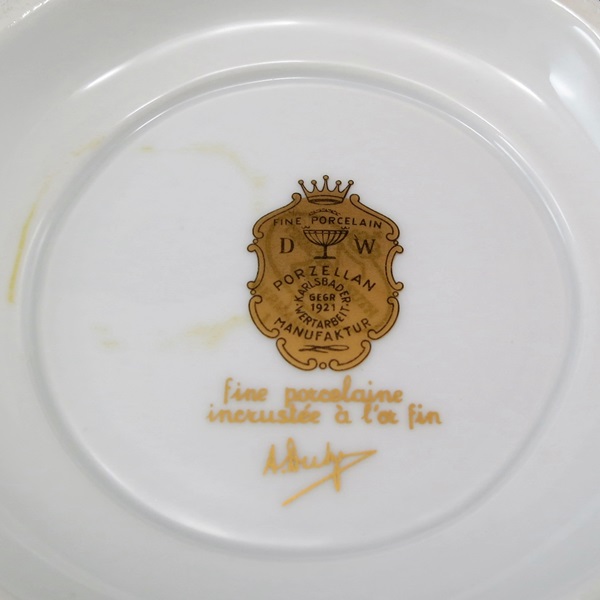 FINE PORCELAIN
D W
PORZELLAN
KARLSBADER
GEGR
1921
WERTARBEIT
MANUFAKTUR
fine porcelaine
incrustée à l'or fin